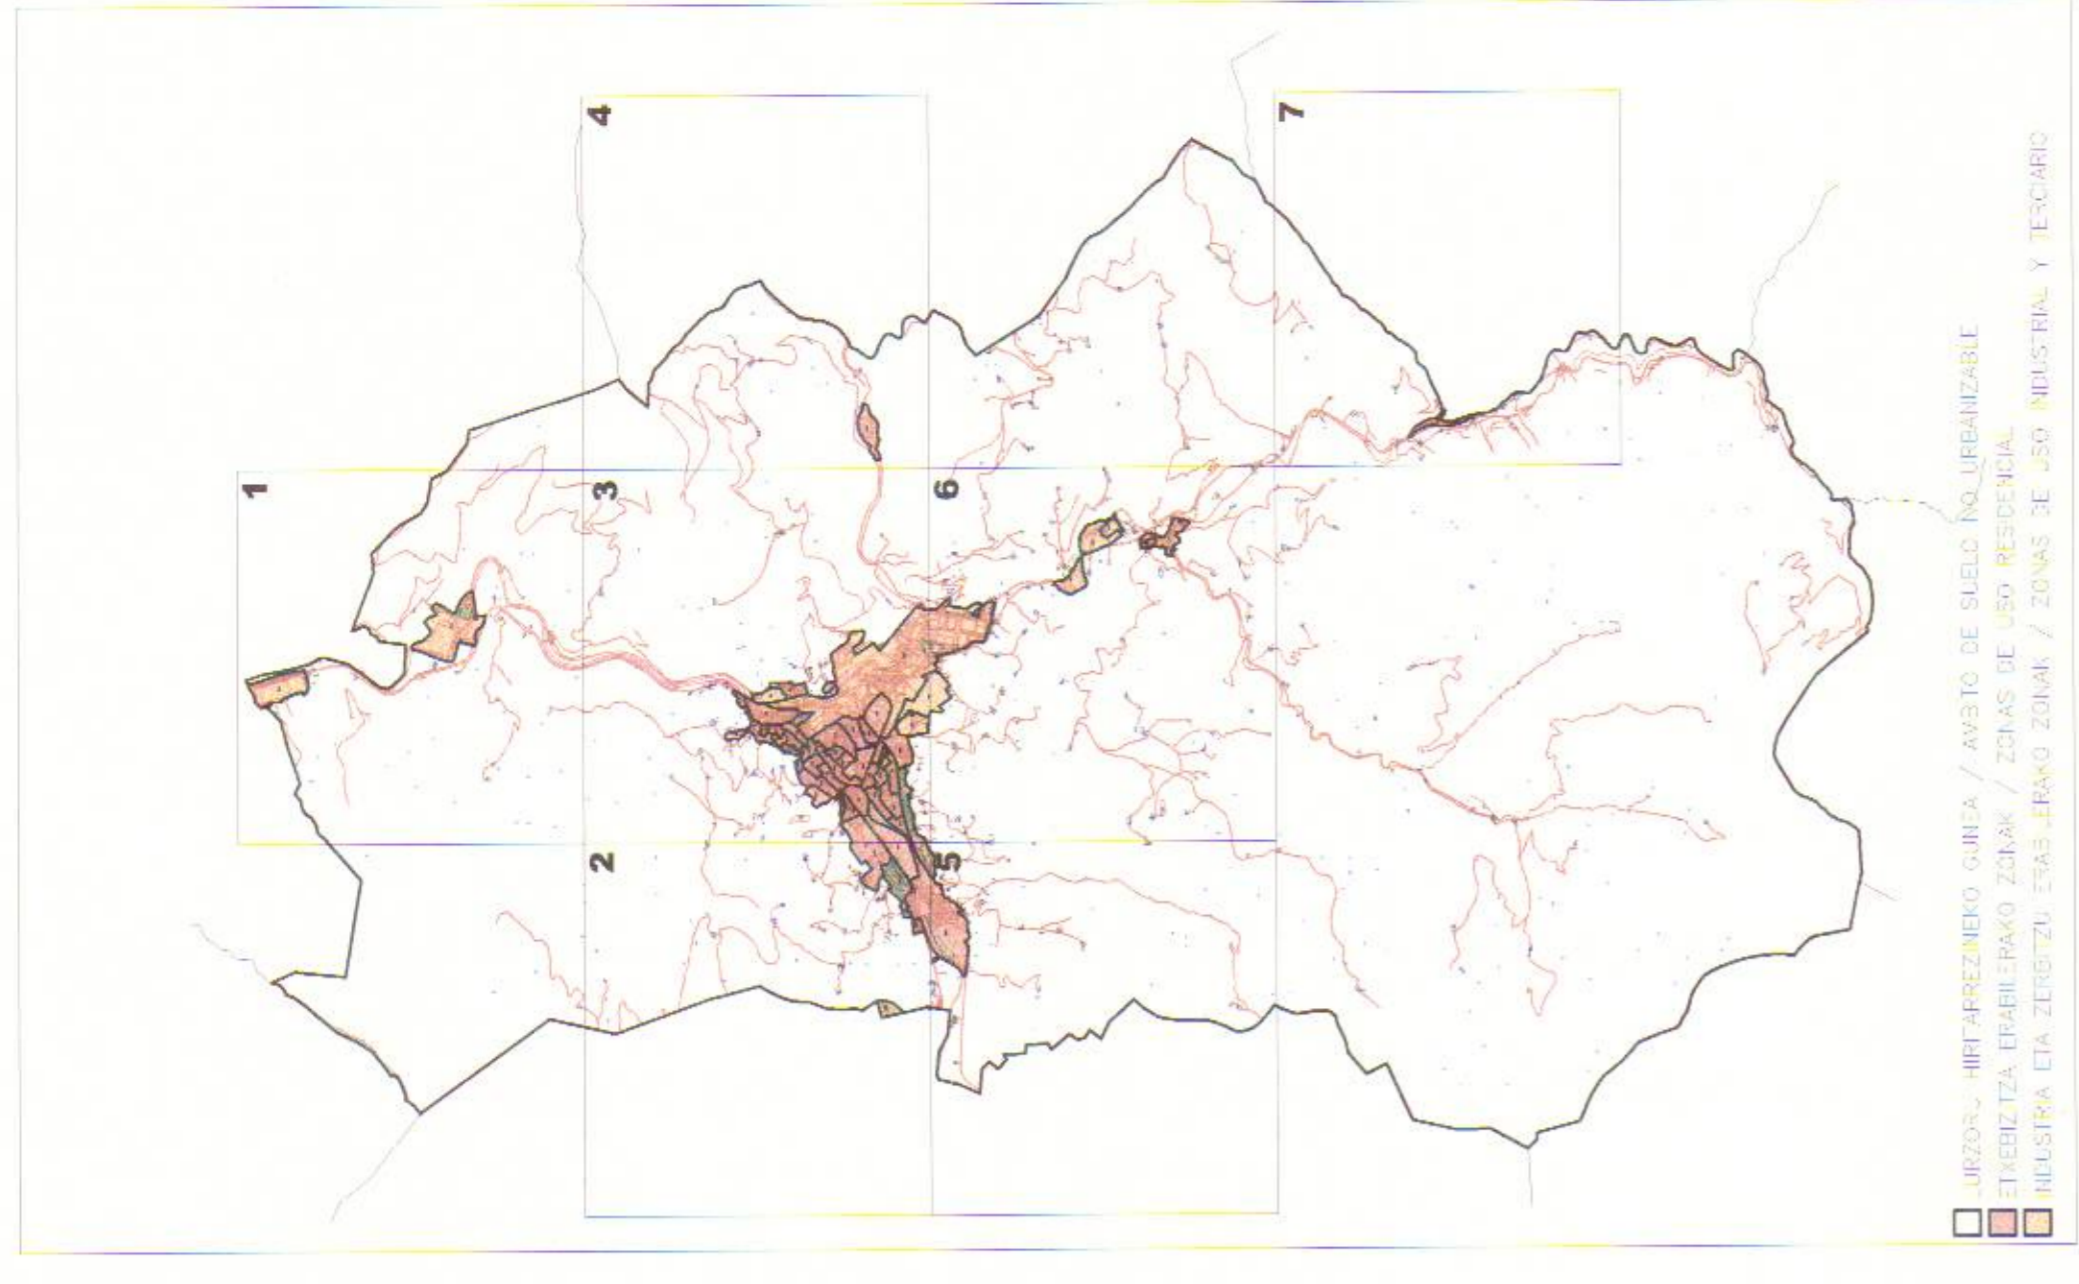 1
2
3
4
5
6
7
HIRITARREZINEKO GUNEA / AMBITO DE SUELO NO URBANIZABLE
ETXEBIZITZA ERABILERAKO ZONAK / ZONAS DE USO RESIDENCIAL
INDUSTRIA ETA ZERBITZU ERABILERAKO ZONAK / ZONAS DE USO INDUSTRIAL Y TERCIARIO